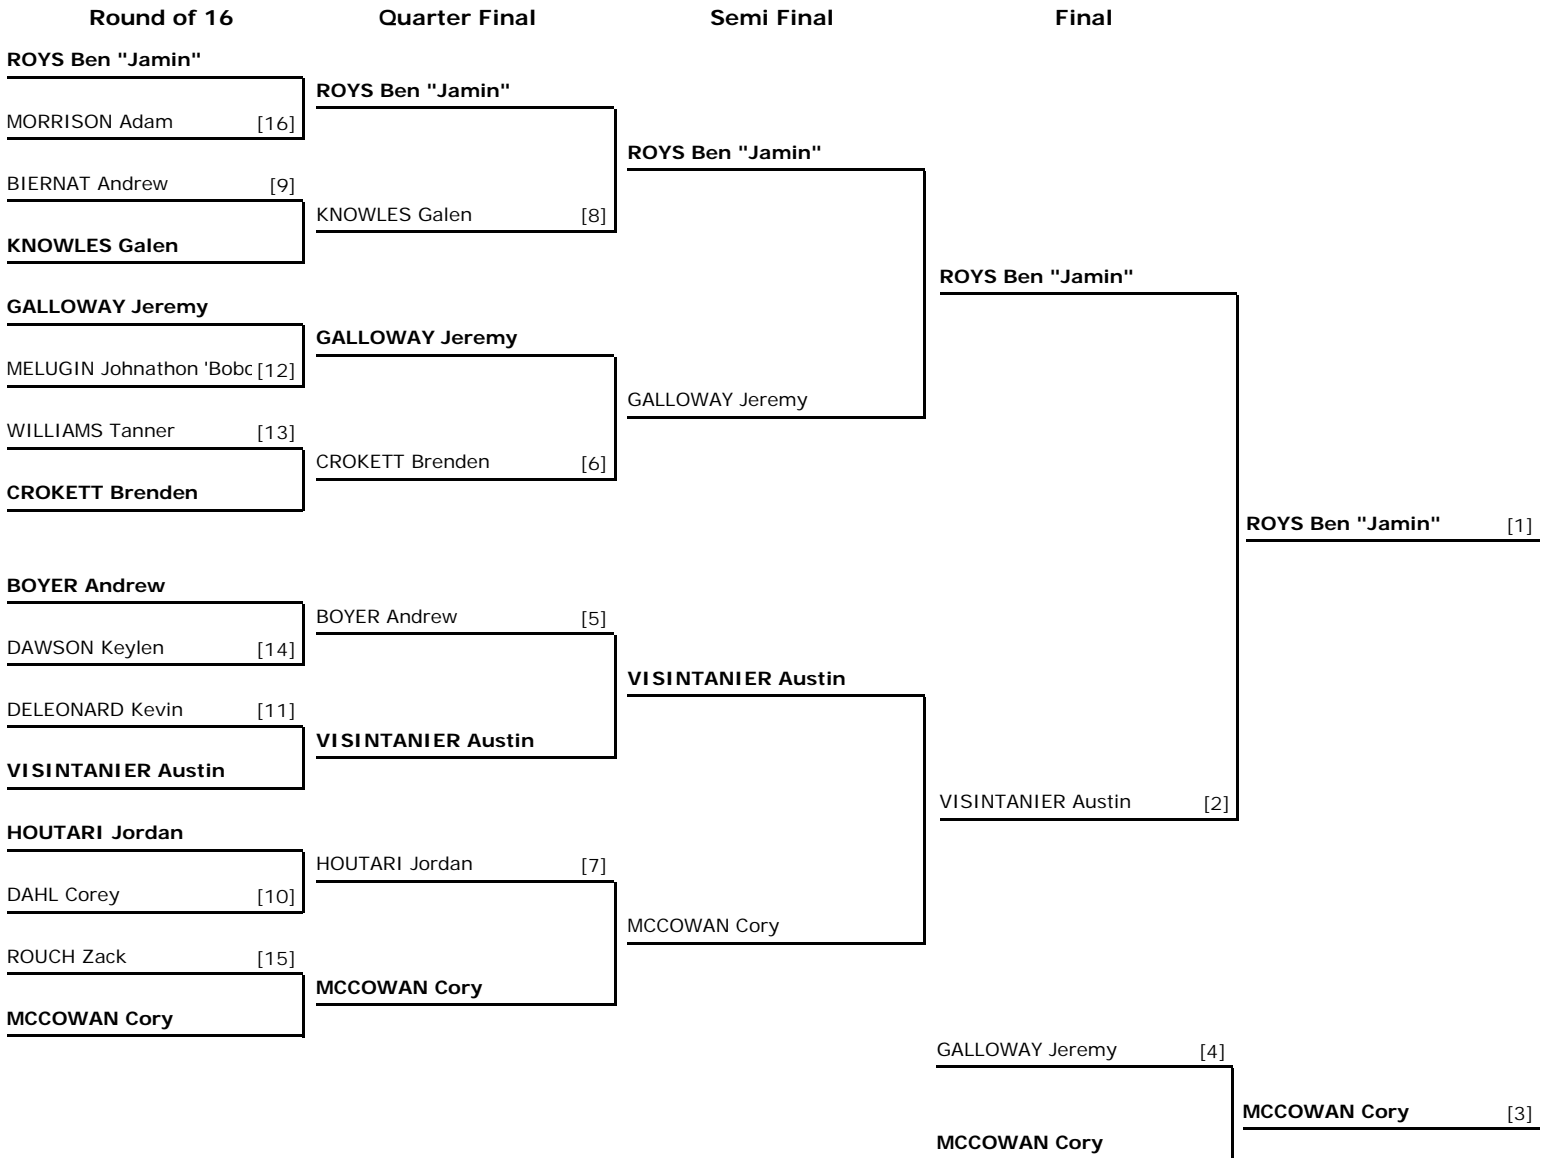 Round of 16 Quarter Final Semi Final Final
ROYS Ben "Jamin"
ROYS Ben "Jamin"
MORRISON Adam [16]
ROYS Ben "Jamin"
BIERNAT Andrew [9]
KNOWLES Galen [8]
KNOWLES Galen
ROYS Ben "Jamin"
GALLOWAY Jeremy
GALLOWAY Jeremy
MELUGIN Johnathon 'Bobc [12]
GALLOWAY Jeremy
WILLIAMS Tanner [13]
CROKETT Brenden [6]
CROKETT Brenden
ROYS Ben "Jamin" [1]
BOYER Andrew
BOYER Andrew [5]
DAWSON Keylen [14]
VISINTANIER Austin
DELEONARD Kevin [11]
VISINTANIER Austin
VISINTANIER Austin
VISINTANIER Austin [2]
HOUTARI Jordan
HOUTARI Jordan [7]
DAHL Corey [10]
MCCOWAN Cory
ROUCH Zack [15]
MCCOWAN Cory
MCCOWAN Cory
GALLOWAY Jeremy [4]
MCCOWAN Cory [3]
MCCOWAN Cory